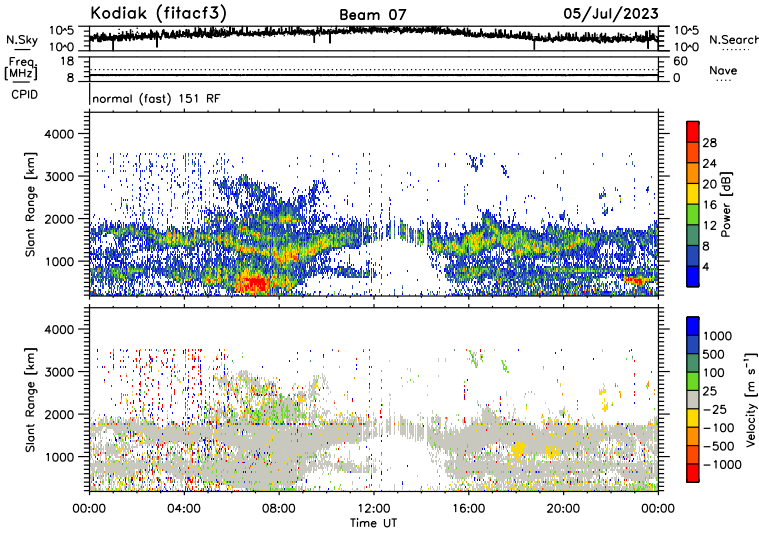 Kodiak (fitacf3) Beam 07 05/Jul/2023
N.Sky 10^5 10^0 10^5 10^0 N.Search
Freq. [MHz] 18 8 60 0 Nave
CPID normal (fast) 151 RF
Slant Range [km] 4000 3000 2000 1000
28 24 20 16 12 8 4 Power [dB]
Slant Range [km] 4000 3000 2000 1000
1000 500 100 25 −25 −100 −500 −1000 Velocity [m s⁻¹]
00:00 04:00 08:00 12:00 16:00 20:00 00:00
Time UT